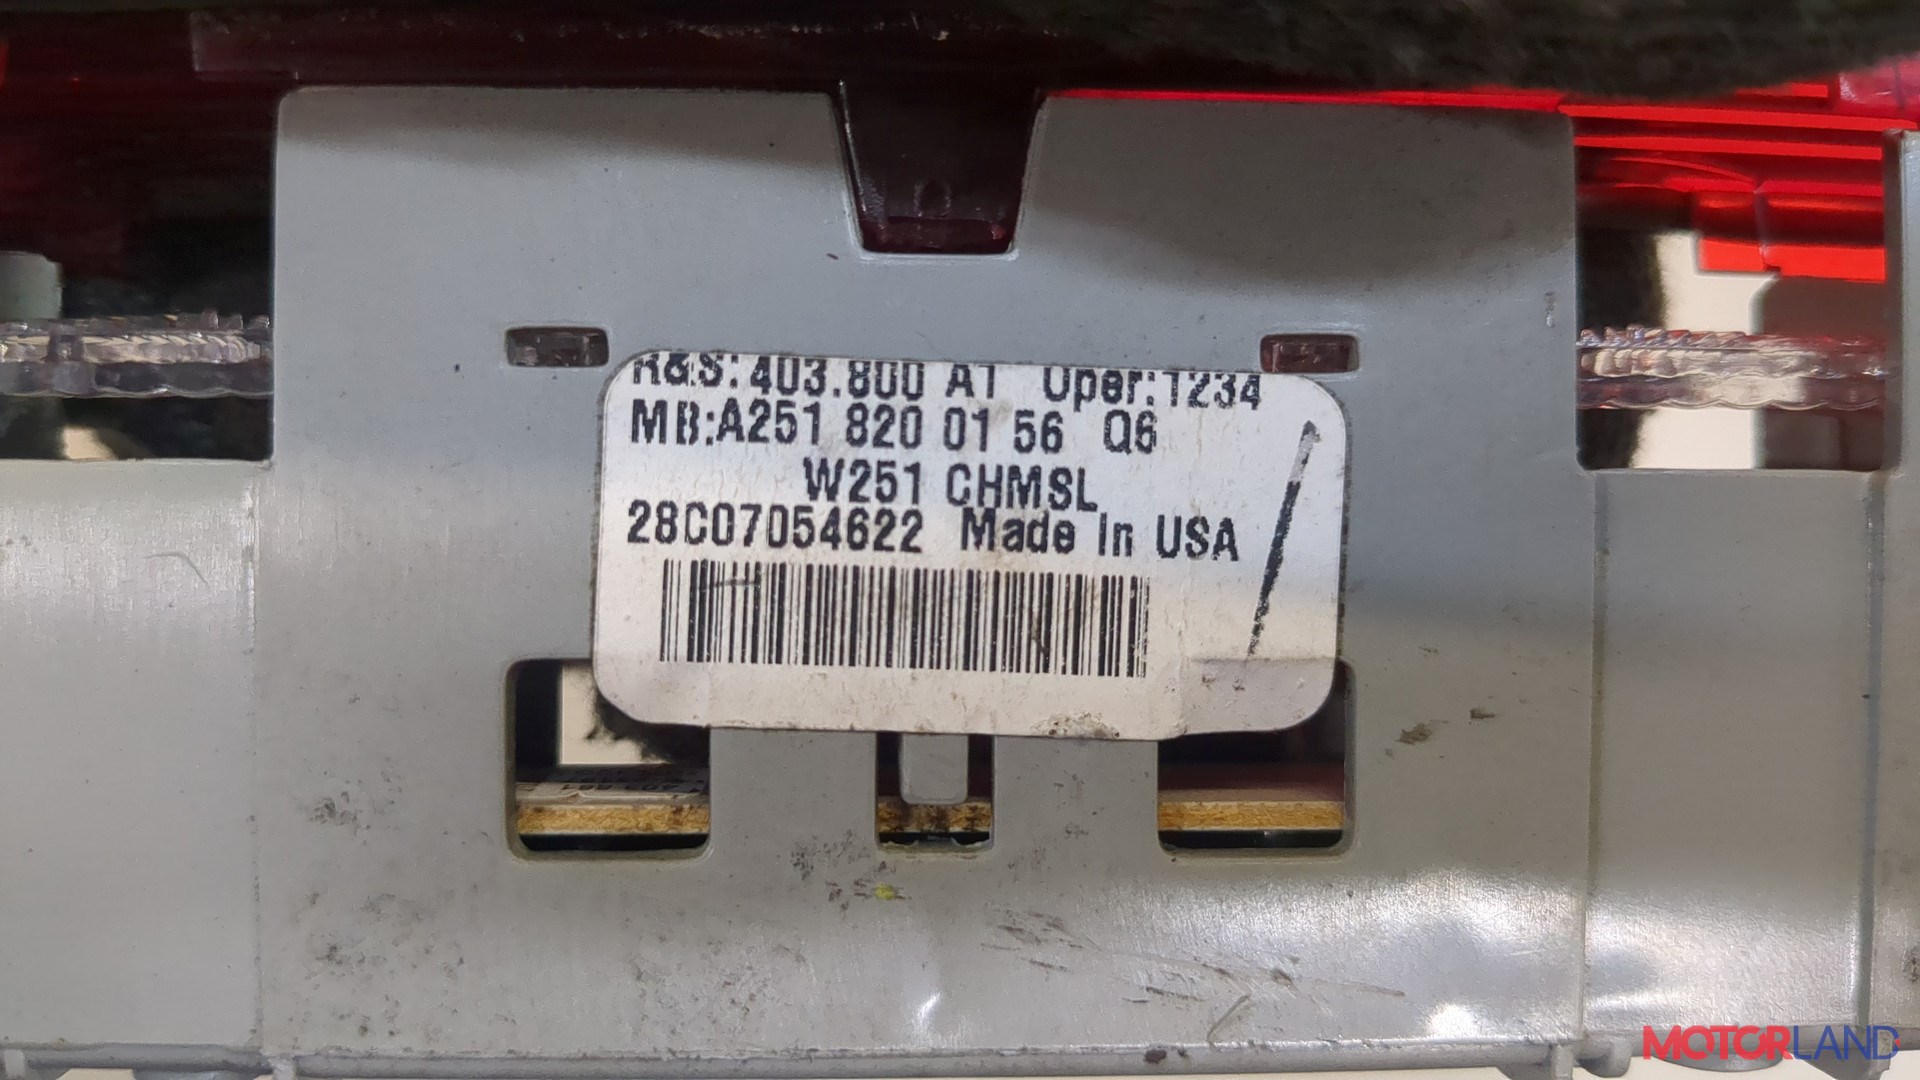 R&S:403.800 A1 Oper:1234
MB:A251 820 01 56 Q6
W251 CHMSL
28C07054622 Made In USA
MOTORLAND